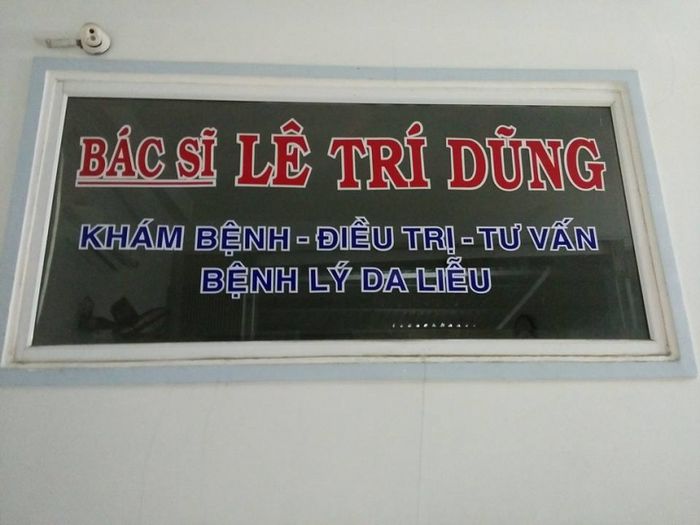 BÁC SĨ LÊ TRÍ DŨNG
KHÁM BỆNH - ĐIỀU TRỊ - TƯ VẤN
BỆNH LÝ DA LIỄU